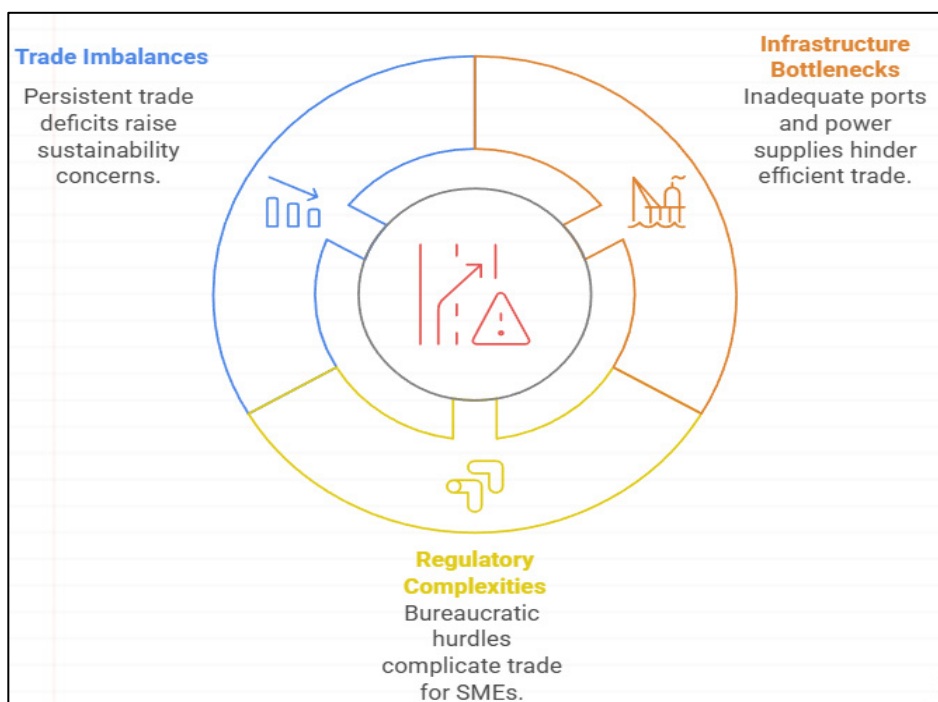 Trade Imbalances
Persistent trade
deficits raise
sustainability
concerns.
Infrastructure
Bottlenecks
Inadequate ports
and power
supplies hinder
efficient trade.
Regulatory
Complexities
Bureaucratic
hurdles
complicate trade
for SMEs.